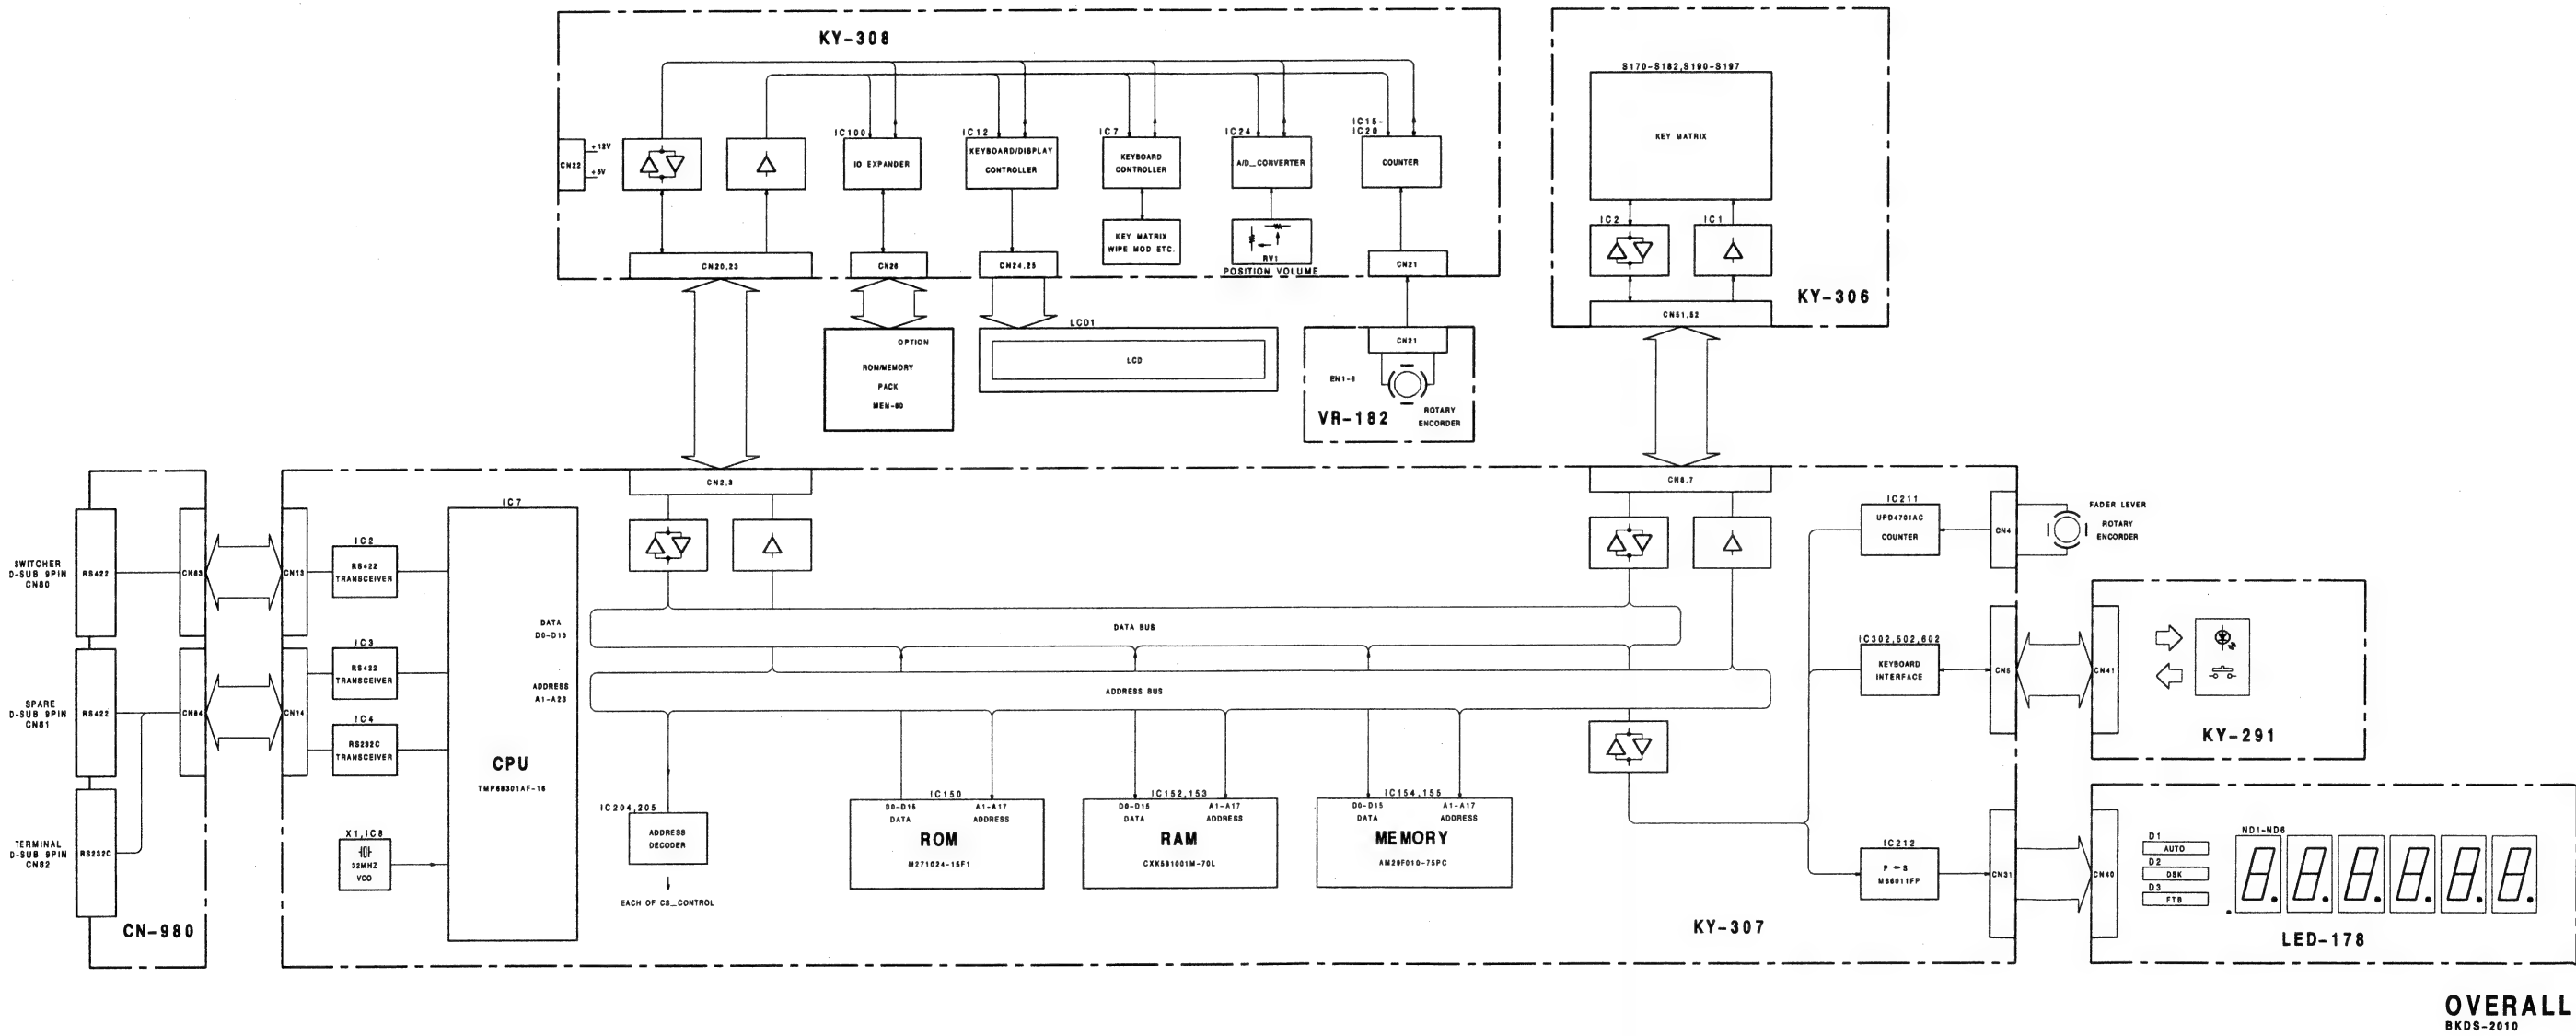 KY-308
CN22
+12V
+5V
IC100
IO EXPANDER
IC12
KEYBOARD/DISPLAY
CONTROLLER
IC7
KEYBOARD
CONTROLLER
IC24
A/D_CONVERTER
IC15-
IC20
COUNTER
KEY MATRIX
WIPE MOD ETC.
RV1
POSITION VOLUME
CN20,23
CN26
CN24,25
CN21
S170-S182,S190-S197
KEY MATRIX
IC2
IC1
CN51,52
KY-306
OPTION
ROM/MEMORY
PACK
MEM-80
LCD1
LCD
CN21
EN1-6
VR-182
ROTARY
ENCODER
SWITCHER
D-SUB 9PIN
CN80
RS422
CN83
SPARE
D-SUB 9PIN
CN81
RS422
CN84
TERMINAL
D-SUB 9PIN
CN82
RS232C
CN-980
CN13
CN14
IC2
RS422
TRANSCEIVER
IC3
RS422
TRANSCEIVER
IC4
RS232C
TRANSCEIVER
X1,IC8
32MHZ
VCO
IC7
DATA
D0-D15
ADDRESS
A1-A23
CPU
TMP68301AF-16
CN2,3
CN6,7
DATA BUS
ADDRESS BUS
IC204,205
ADDRESS
DECODER
EACH OF CS_CONTROL
IC150
D0-D15
A1-A17
DATA
ADDRESS
ROM
M271024-15F1
IC152,153
D0-D15
A1-A17
DATA
ADDRESS
RAM
CXK581001M-70L
IC154,155
D0-D15
A1-A17
DATA
ADDRESS
MEMORY
AM29F010-75PC
IC211
UPD4701AC
COUNTER
CN4
FADER LEVER
ROTARY
ENCODER
IC302,502,602
KEYBOARD
INTERFACE
CN5
CN41
KY-291
IC212
P S
M66011FP
CN31
KY-307
CN40
D1
AUTO
D2
DSK
D3
FTB
ND1-ND6
LED-178
OVERALL
BKDS-2010